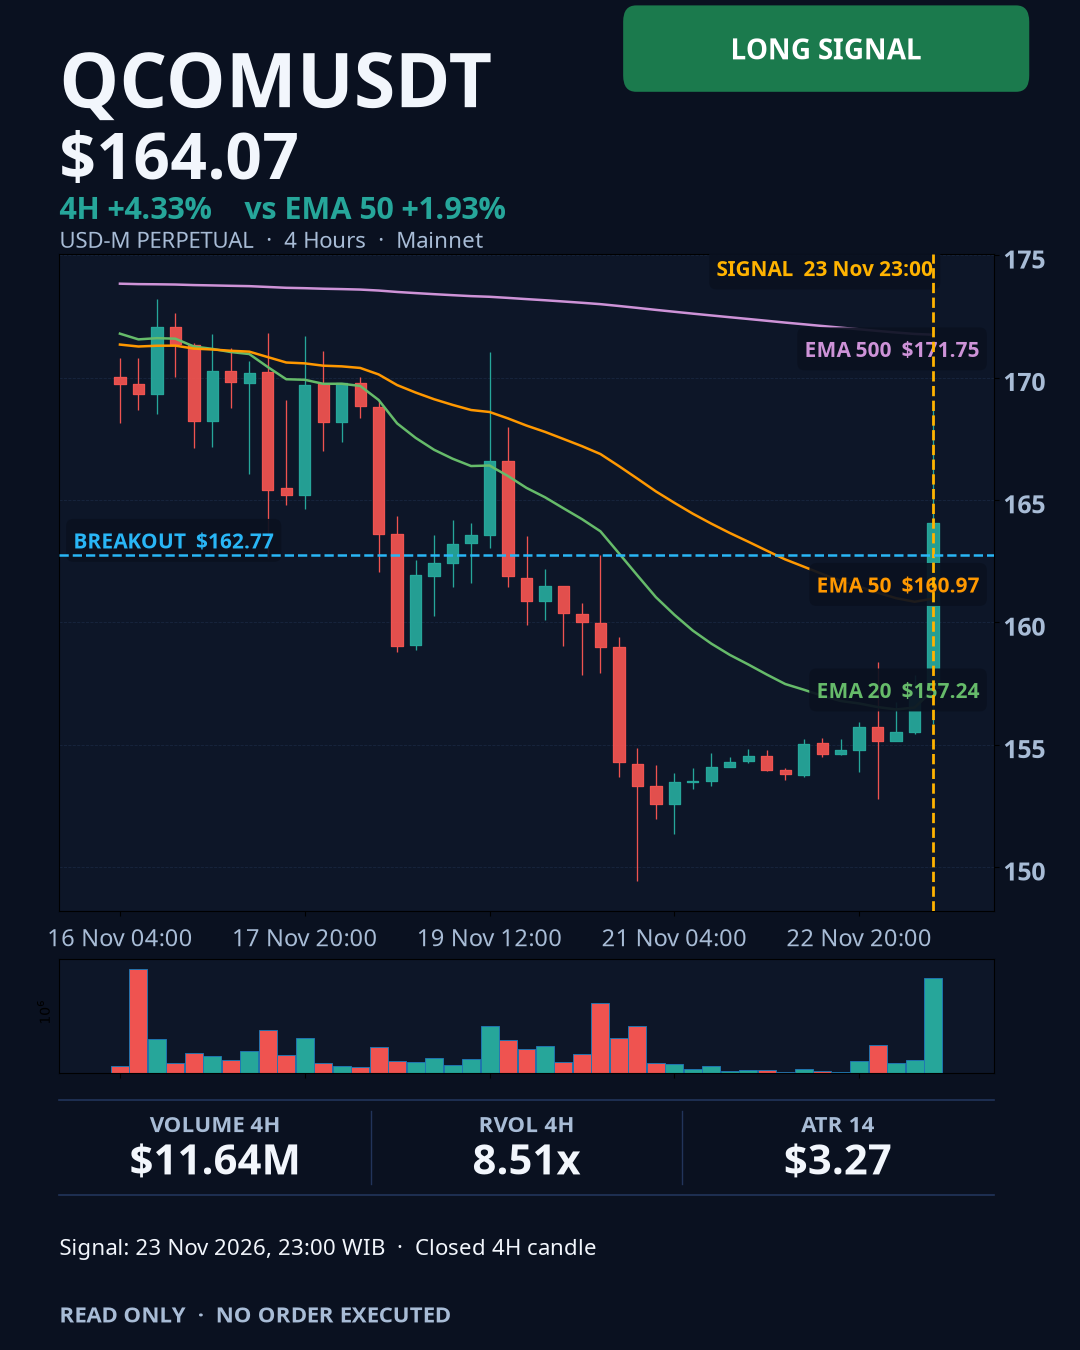 LONG SIGNAL
QCOMUSDT
$164.07
4H +4.33% vs EMA 50 +1.93%
USD-M PERPETUAL · 4 Hours · Mainnet
SIGNAL 23 Nov 23:00
175
EMA 500 $171.75
170
165
BREAKOUT $162.77
EMA 50 $160.97
160
EMA 20 $157.24
155
150
16 Nov 04:00 17 Nov 20:00 19 Nov 12:00 21 Nov 04:00 22 Nov 20:00
10⁶
VOLUME 4H RVOL 4H ATR 14
$11.64M 8.51x $3.27
Signal: 23 Nov 2026, 23:00 WIB · Closed 4H candle
READ ONLY · NO ORDER EXECUTED